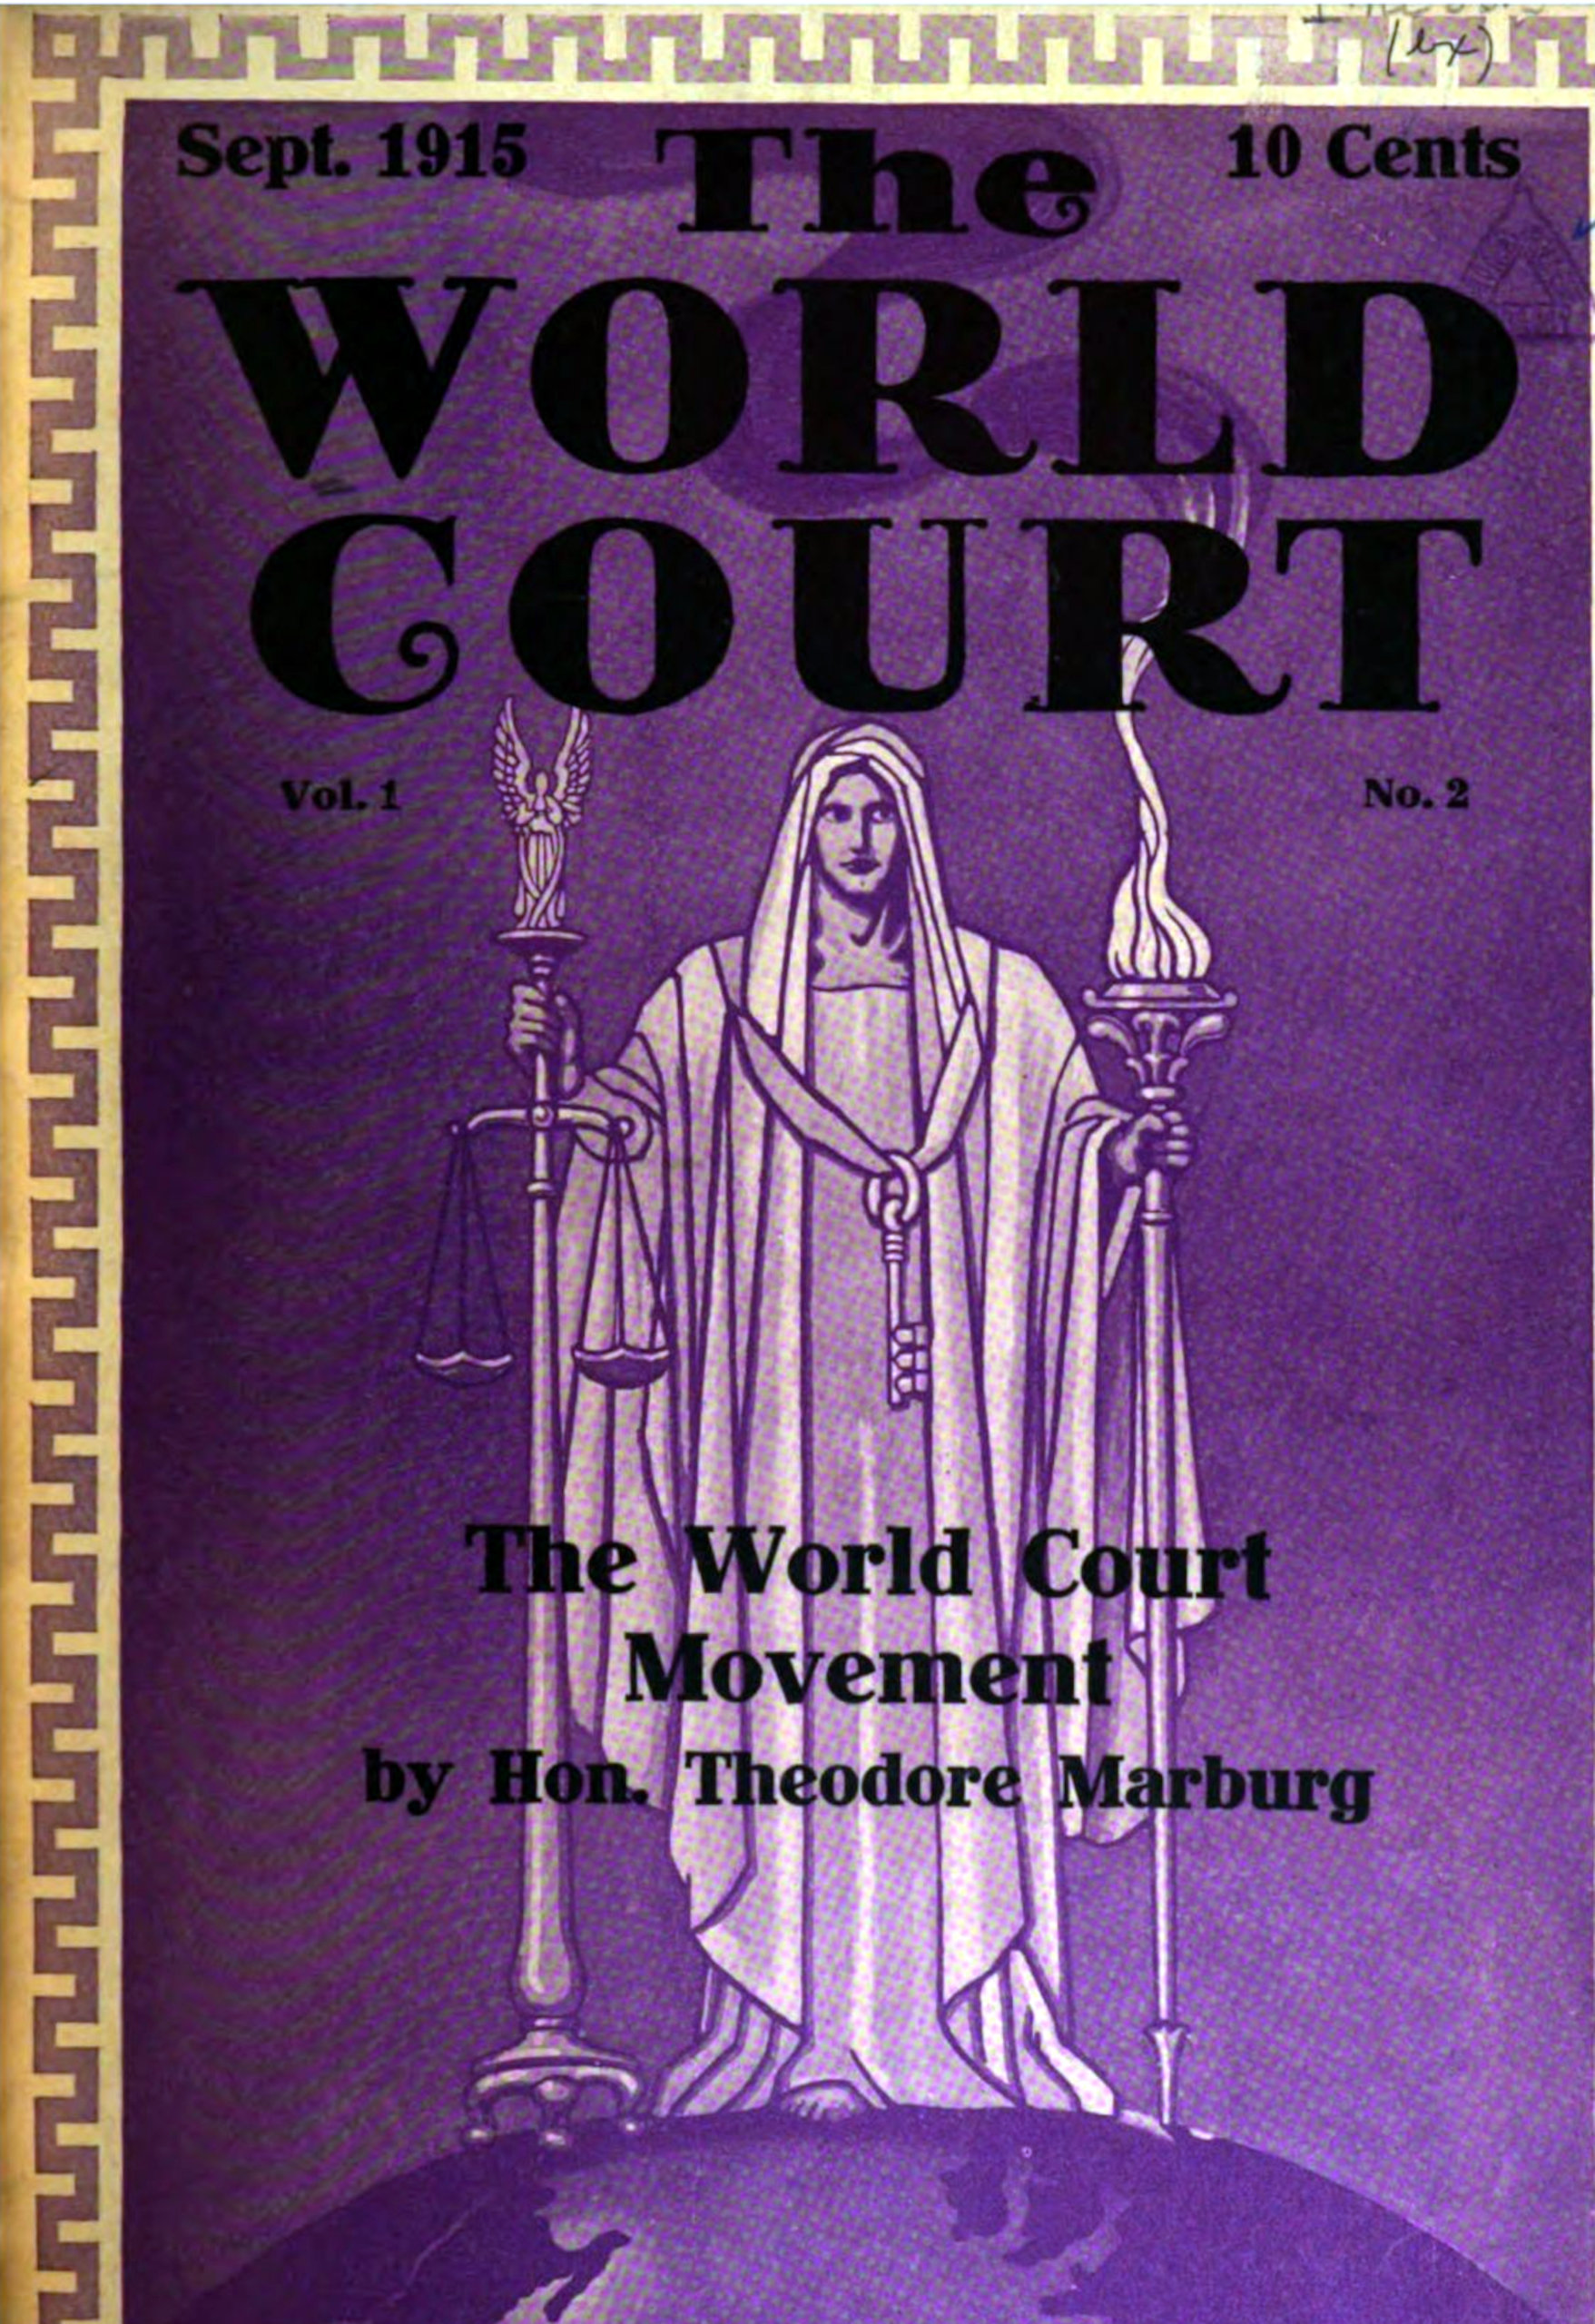 Sept. 1915
The
10 Cents
WORLD
COURT
Vol. 1
No. 2
The World Court
Movement
by Hon. Theodore Marburg